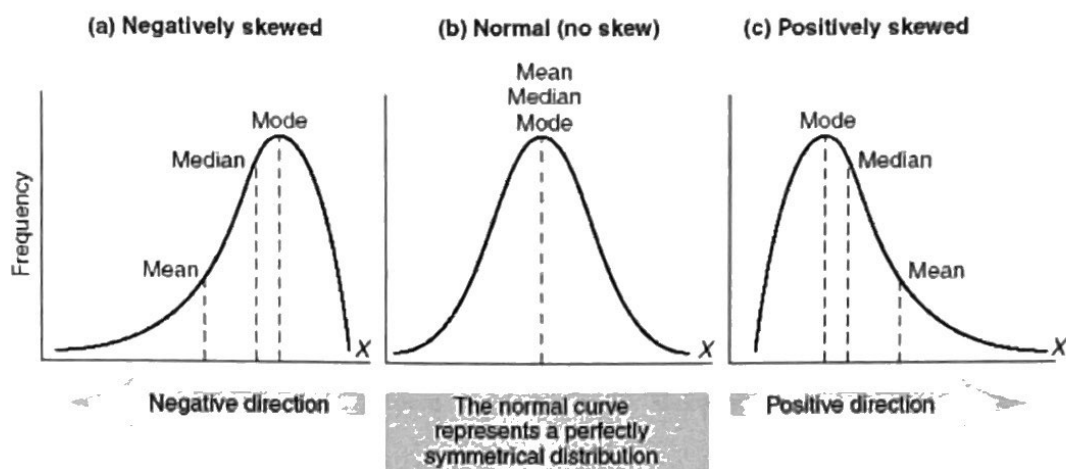 (a) Negatively skewed
Frequency
Mode
Median
Mean
X
Negative direction
(b) Normal (no skew)
Mean
Median
Mode
X
The normal curve
represents a perfectly
symmetrical distribution
(c) Positively skewed
Mode
Median
Mean
X
Positive direction